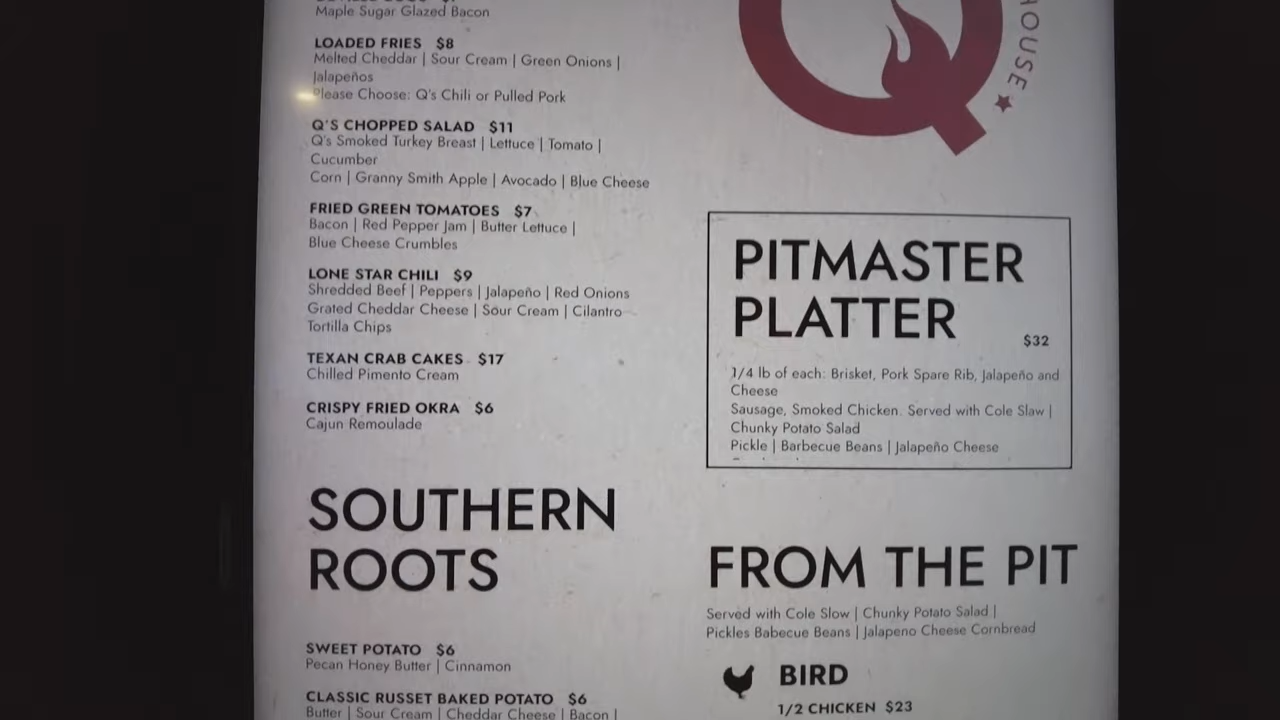 Maple Sugar Glazed Bacon
LOADED FRIES $8
Melted Cheddar | Sour Cream | Green Onions |
Jalapeños
Please Choose: Q's Chili or Pulled Pork
Q'S CHOPPED SALAD $11
Q's Smoked Turkey Breast | Lettuce | Tomato |
Cucumber
Corn | Granny Smith Apple | Avocado | Blue Cheese
FRIED GREEN TOMATOES $7
Bacon | Red Pepper Jam | Butter Lettuce |
Blue Cheese Crumbles
LONE STAR CHILI $9
Shredded Beef | Peppers | Jalapeño | Red Onions
Grated Cheddar Cheese | Sour Cream | Cilantro
Tortilla Chips
TEXAN CRAB CAKES $17
Chilled Pimento Cream
CRISPY FRIED OKRA $6
Cajun Remoulade
SOUTHERN
ROOTS
SWEET POTATO $6
Pecan Honey Butter | Cinnamon
CLASSIC RUSSET BAKED POTATO $6
Butter | Sour Cream | Cheddar Cheese | Bacon |
Q
HOUSE
PITMASTER
PLATTER
$32
1/4 lb of each: Brisket, Pork Spare Rib, Jalapeño and
Cheese
Sausage, Smoked Chicken. Served with Cole Slaw |
Chunky Potato Salad
Pickle | Barbecue Beans | Jalapeño Cheese
FROM THE PIT
Served with Cole Slow | Chunky Potato Salad |
Pickles Babecue Beans | Jalapeno Cheese Cornbread
BIRD
1/2 CHICKEN $23